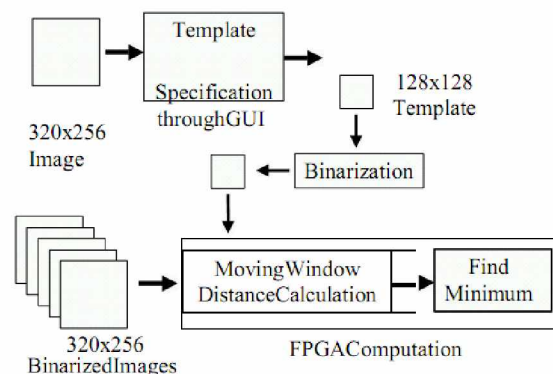 Template
Specification
throughGUI
320x256
Image
128x128
Template
Binarization
MovingWindow
DistanceCalculation
Find
Minimum
320x256
BinarizedImages
FPGAComputation